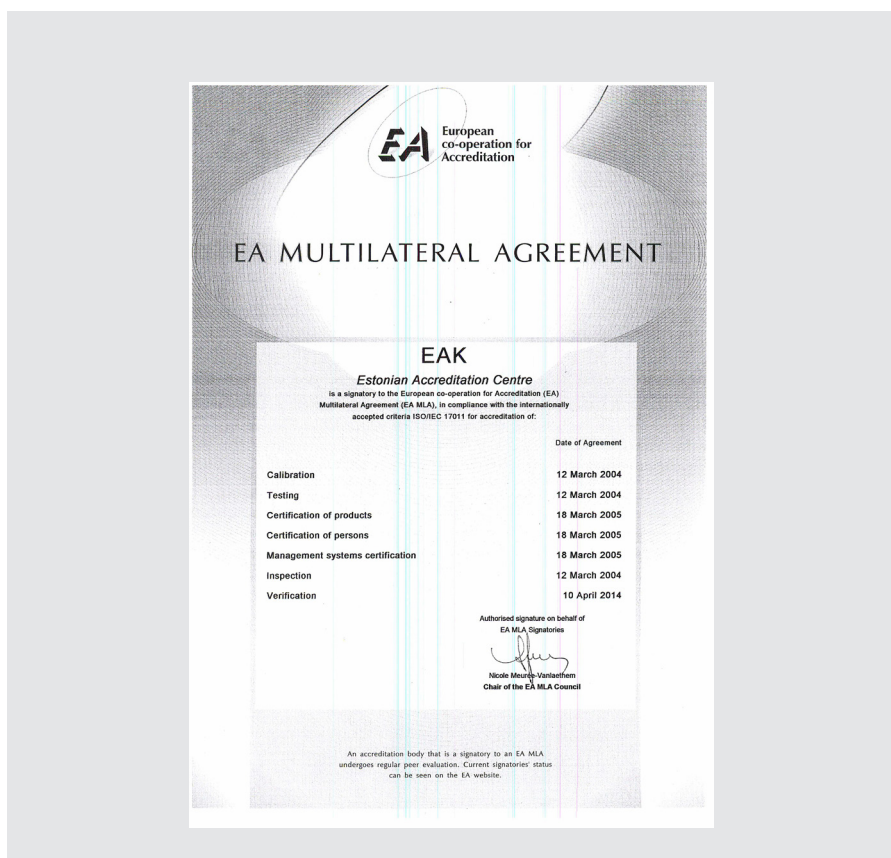 EA
European
co-operation for
Accreditation
EA MULTILATERAL AGREEMENT
EAK
Estonian Accreditation Centre
is a signatory to the European co-operation for Accreditation (EA)
Multilateral Agreement (EA MLA), in compliance with the internationally
accepted criteria ISO/IEC 17011 for accreditation of:
Date of Agreement
Calibration 12 March 2004
Testing 12 March 2004
Certification of products 18 March 2005
Certification of persons 18 March 2005
Management systems certification 18 March 2005
Inspection 12 March 2004
Verification 10 April 2014
Authorised signature on behalf of
EA MLA Signatories
Nicole Meurée-Vanlaethem
Chair of the EA MLA Council
An accreditation body that is a signatory to an EA MLA
undergoes regular peer evaluation. Current signatories' status
can be seen on the EA website.